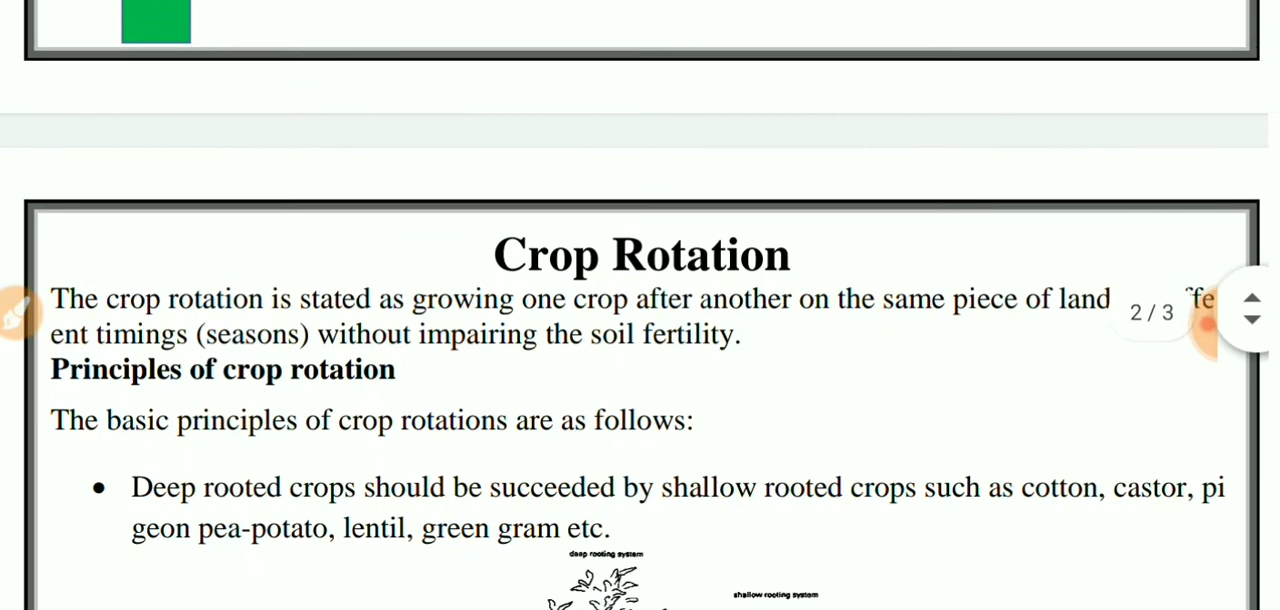 Crop Rotation
The crop rotation is stated as growing one crop after another on the same piece of land ffe
2 / 3
ent timings (seasons) without impairing the soil fertility.
Principles of crop rotation
The basic principles of crop rotations are as follows:
• Deep rooted crops should be succeeded by shallow rooted crops such as cotton, castor, pi
geon pea-potato, lentil, green gram etc.
deep rooting system
shallow rooting system